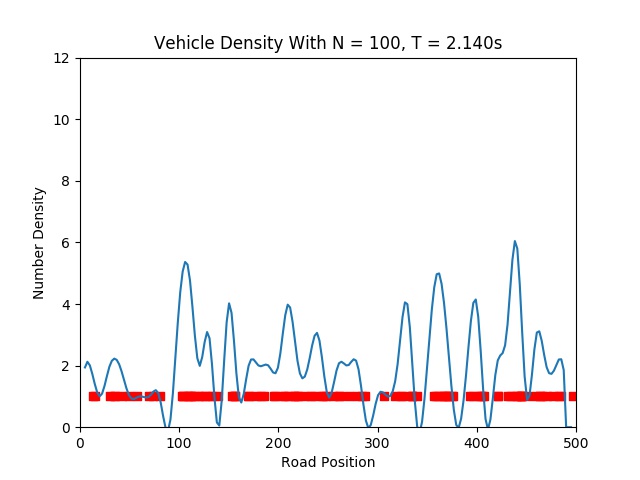 Vehicle Density With N = 100, T = 2.140s
12
10
8
6
4
2
0
Number Density
0 100 200 300 400 500
Road Position